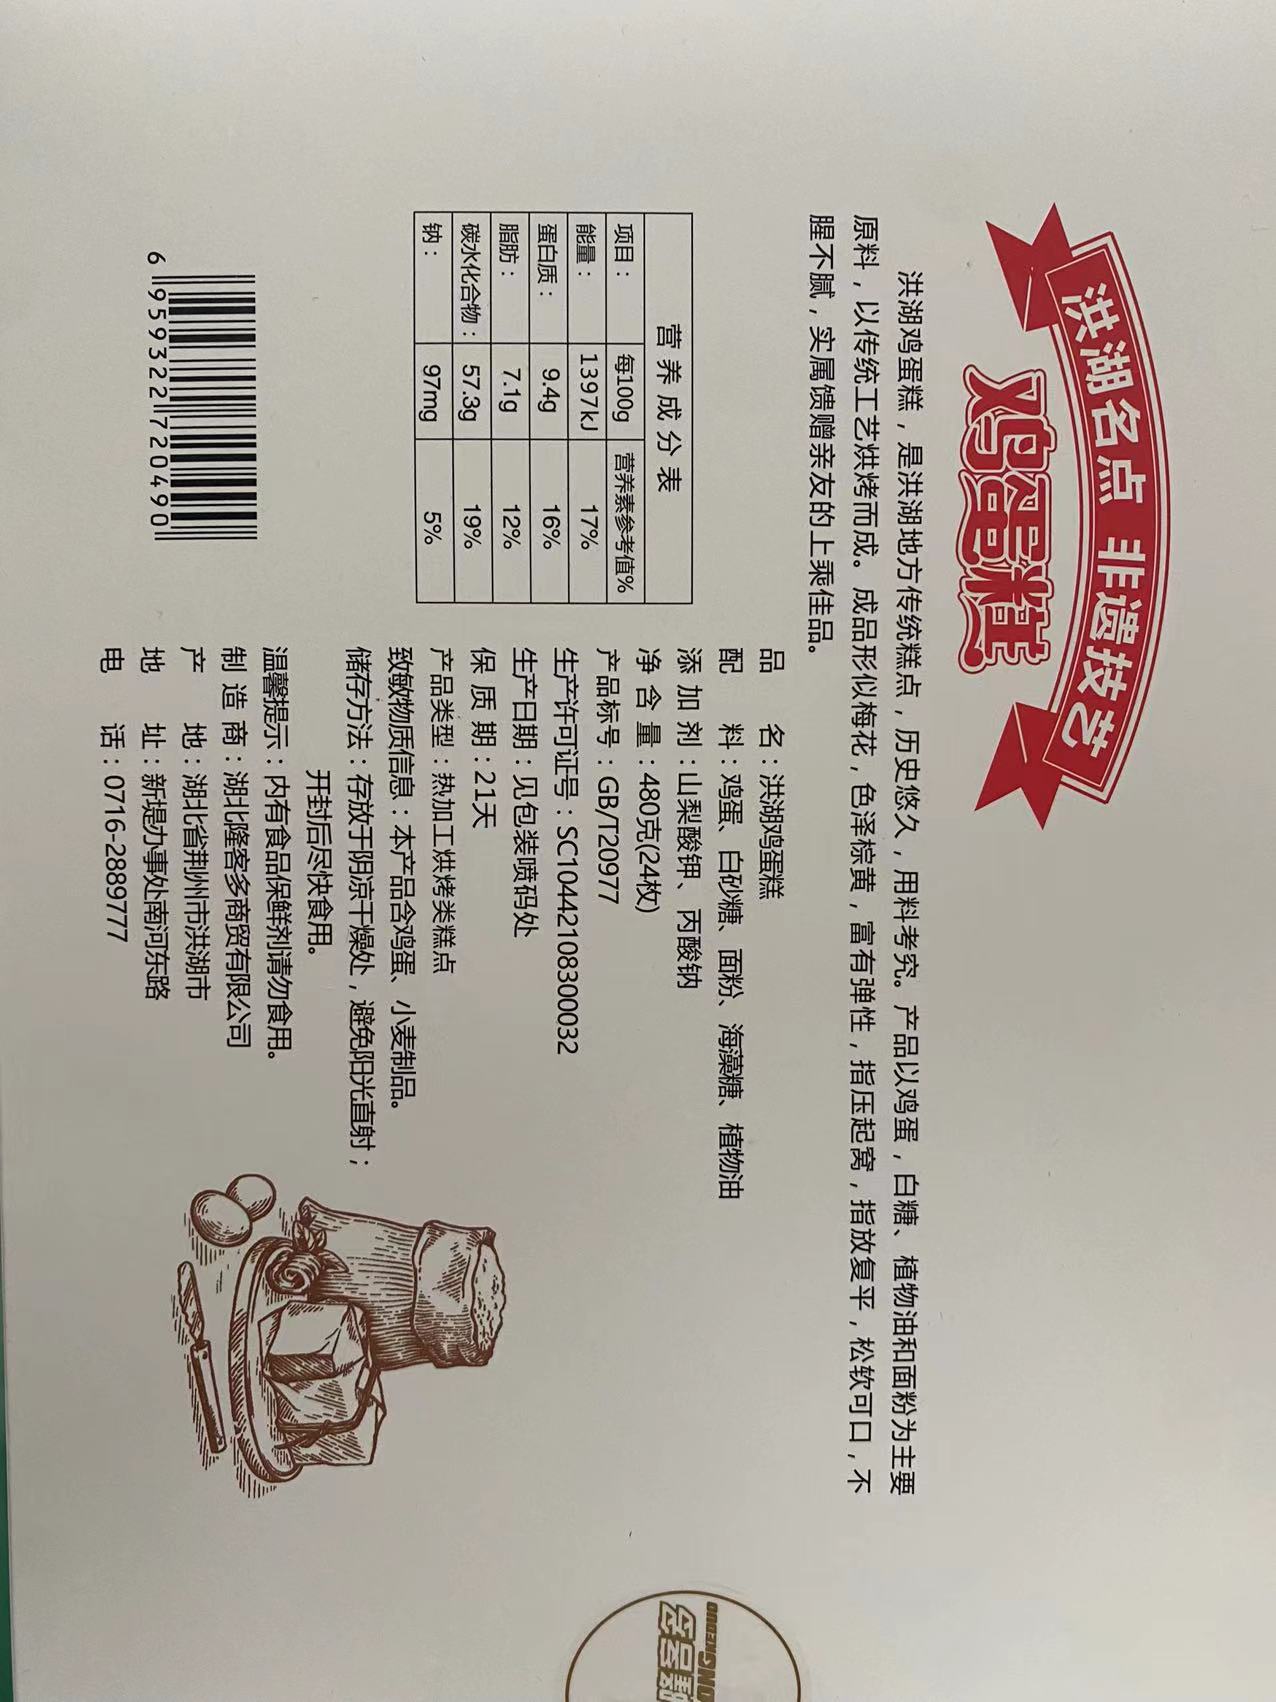 洪湖名点 非遗技艺
鸡蛋糕
洪湖鸡蛋糕，是洪湖地方传统糕点，历史悠久，用料考究。产品以鸡蛋，白糖、植物油和面粉为主要
原料，以传统工艺烘烤而成。成品形似梅花，色泽棕黄，富有弹性，指压起窝，指放复平，松软可口，不
腥不腻，实属馈赠亲友的上乘佳品。
营养成分表
项目： 每100g 营养素参考值%
能量： 1397kJ 17%
蛋白质： 9.4g 16%
脂肪： 7.1g 12%
碳水化合物： 57.3g 19%
钠： 97mg 5%
6 959322 720490
品名：洪湖鸡蛋糕
配料：鸡蛋、白砂糖、面粉、海藻糖、植物油
添加剂：山梨酸钾、丙酸钠
净含量：480克(24枚)
产品标号：GB/T20977
生产许可证号：SC10442108300032
生产日期：见包装喷码处
保质期：21天
产品类型：热加工烘烤类糕点
致敏物质信息：本产品含鸡蛋、小麦制品。
储存方法：存放于阴凉干燥处，避免阳光直射；
开封后尽快食用。
温馨提示：内有食品保鲜剂请勿食用。
制造商：湖北隆客多商贸有限公司
产地：湖北省荆州市洪湖市
地址：新堤办事处南河东路
电话：0716-2889777